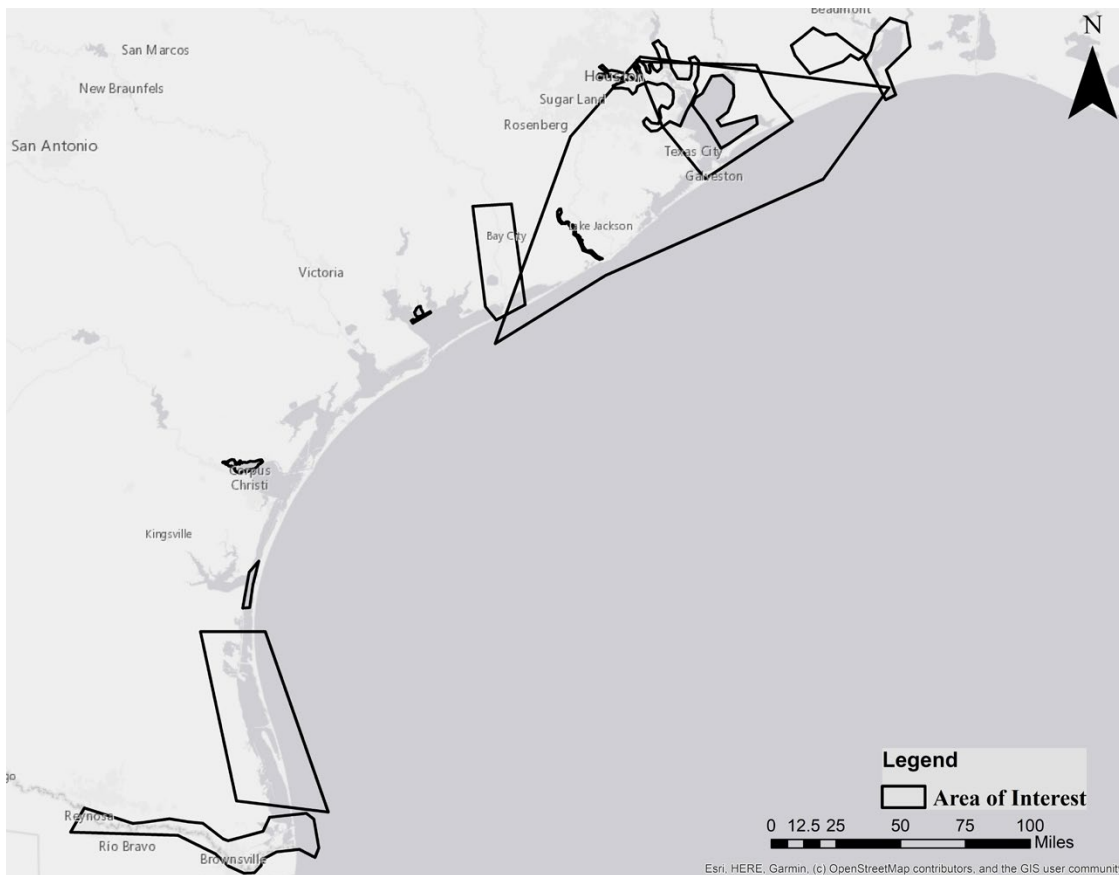 Beaumont
N
San Marcos
New Braunfels
Houston
Sugar Land
Rosenberg
San Antonio
Texas City
Galveston
Lake Jackson
Bay City
Victoria
Corpus
Christi
Kingsville
Legend
Area of Interest
go
Reynosa
Rio Bravo
Brownsville
0 12.5 25 50 75 100
Miles
Esri, HERE, Garmin, (c) OpenStreetMap contributors, and the GIS user community